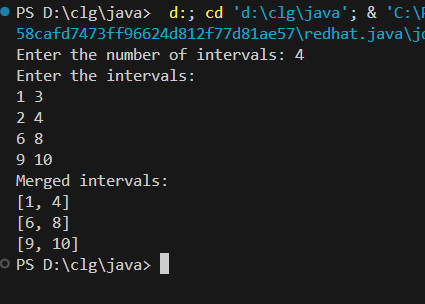 PS D:\clg\java>  d:; cd 'd:\clg\java'; & 'C:\
58cafd7473ff96624d812f77d81ae57\redhat.java\
Enter the number of intervals: 4
Enter the intervals:
1 3
2 4
6 8
9 10
Merged intervals:
[1, 4]
[6, 8]
[9, 10]
PS D:\clg\java>